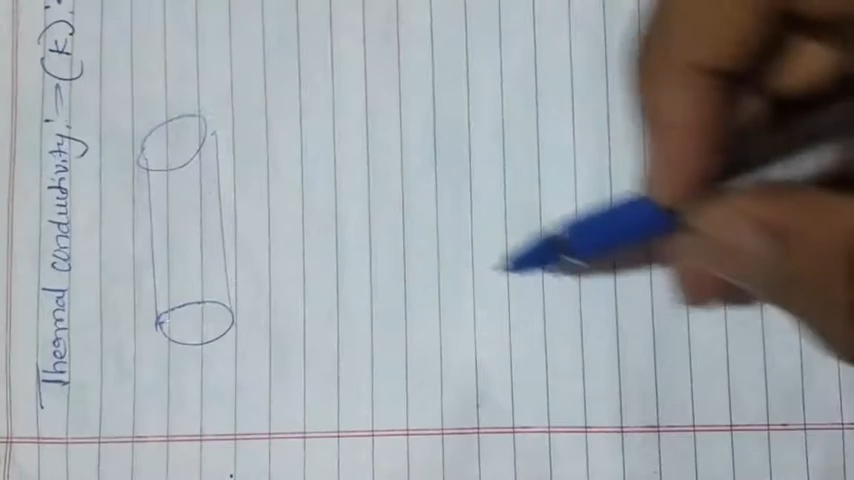 Thermal conductivity :- (K) :-